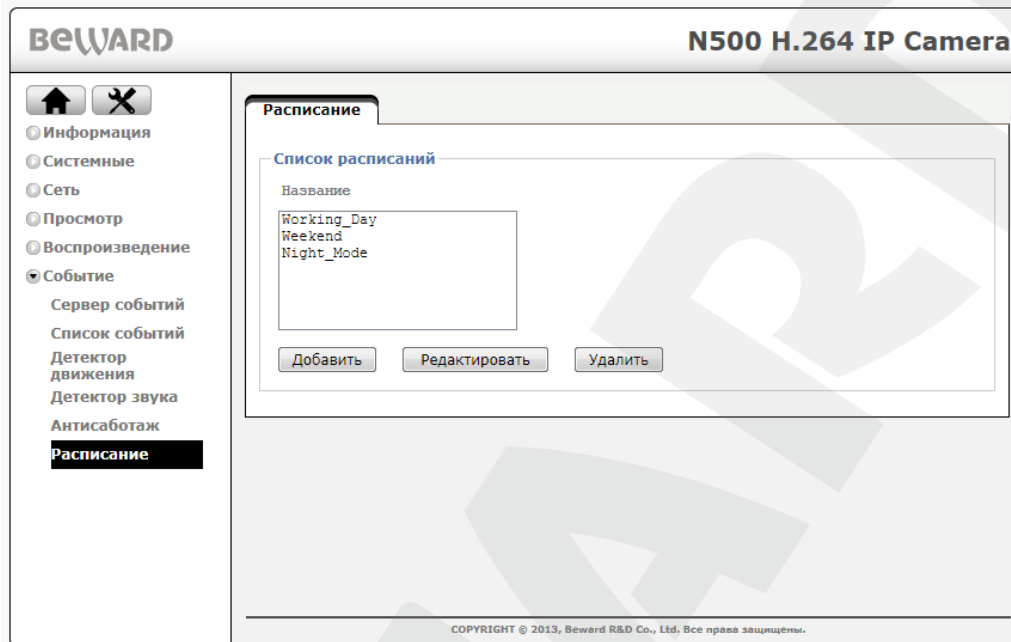 BEWARD
N500 H.264 IP Camera
Информация
Системные
Сеть
Просмотр
Воспроизведение
Событие
Сервер событий
Список событий
Детектор
движения
Детектор звука
Антисаботаж
Расписание
Расписание
Список расписаний
Название
Working_Day
Weekend
Night_Mode
Добавить
Редактировать
Удалить
COPYRIGHT © 2013, Beward R&D Co., Ltd. Все права защищены.